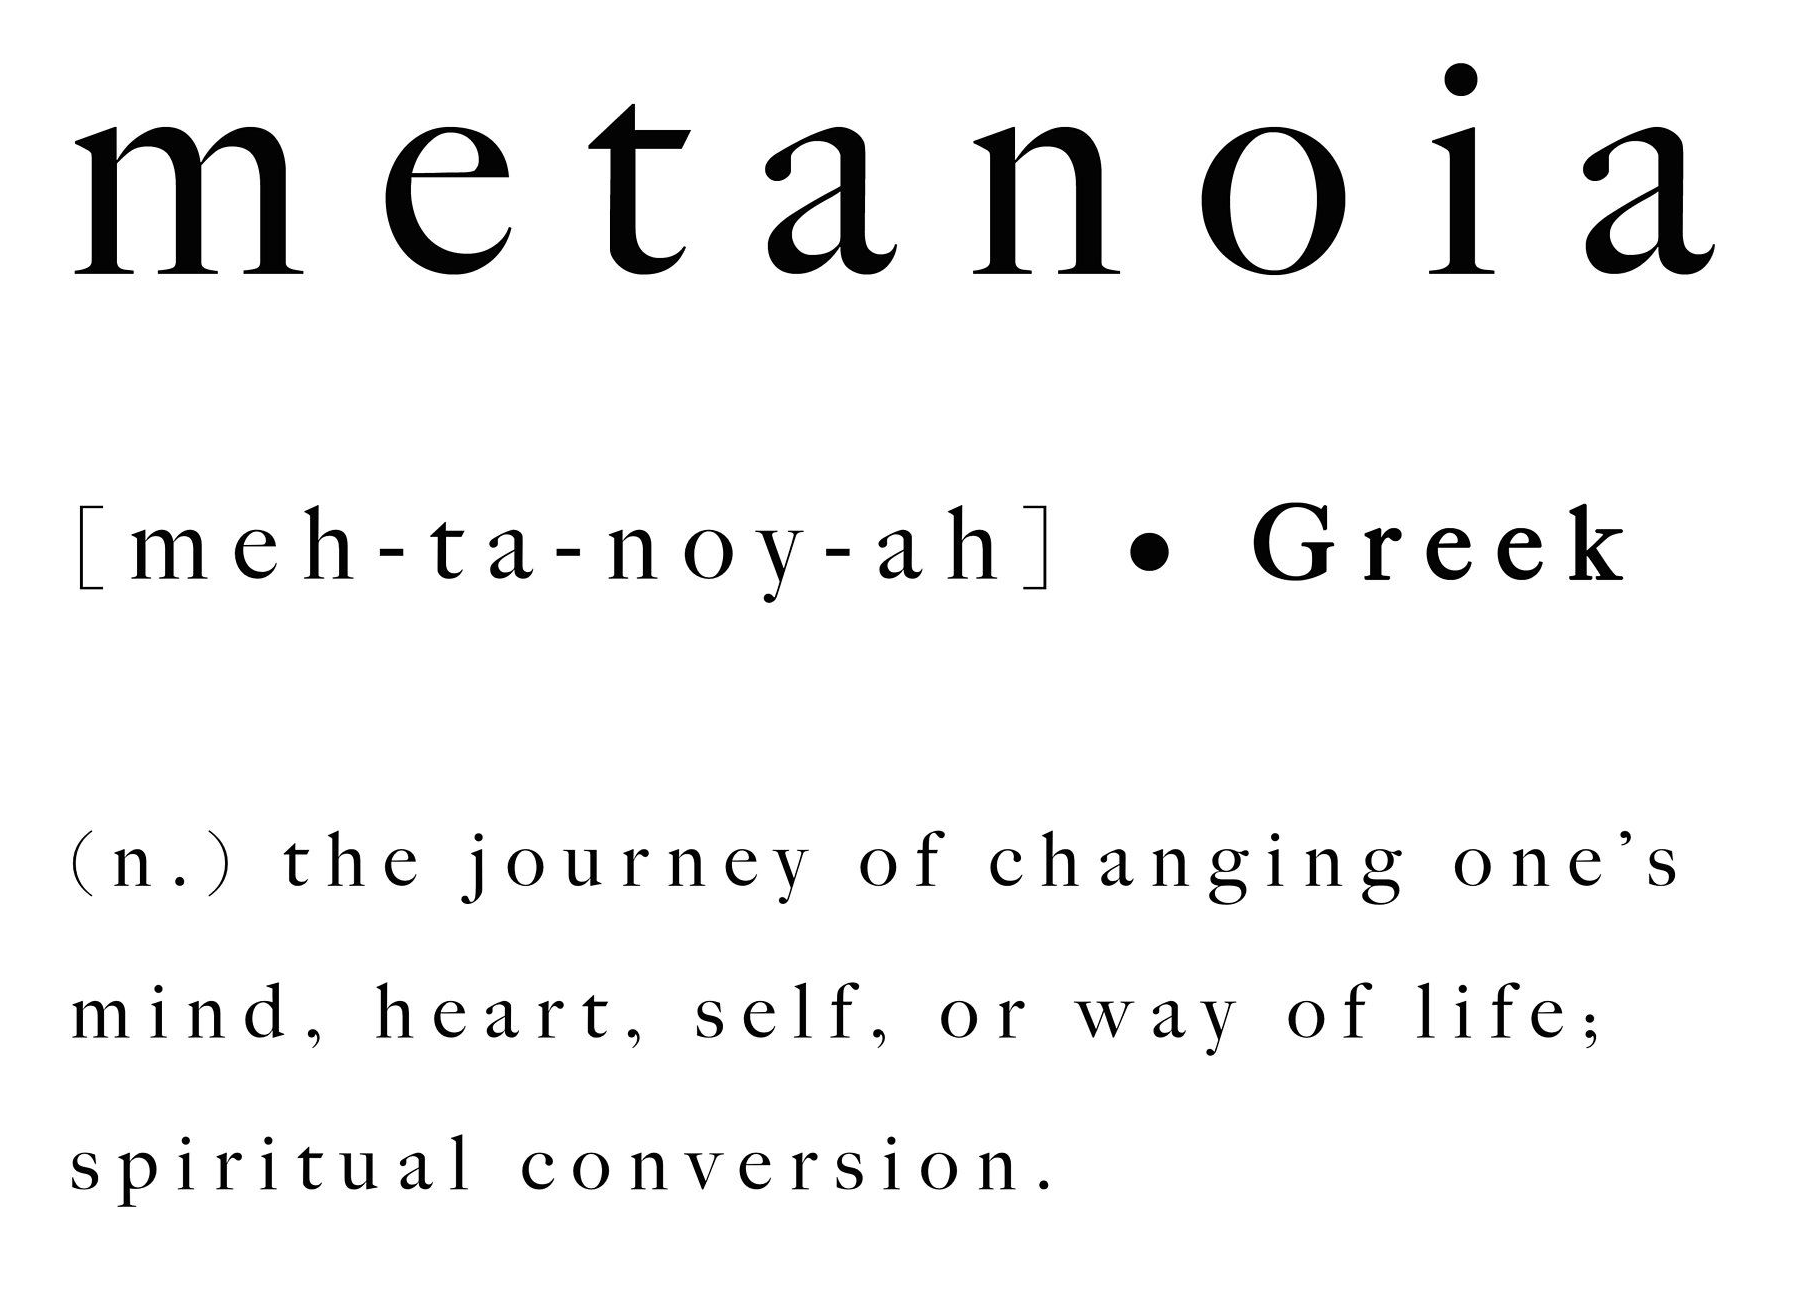 metanoia
[meh-ta-noy-ah] • Greek
(n.) the journey of changing one’s
mind, heart, self, or way of life;
spiritual conversion.